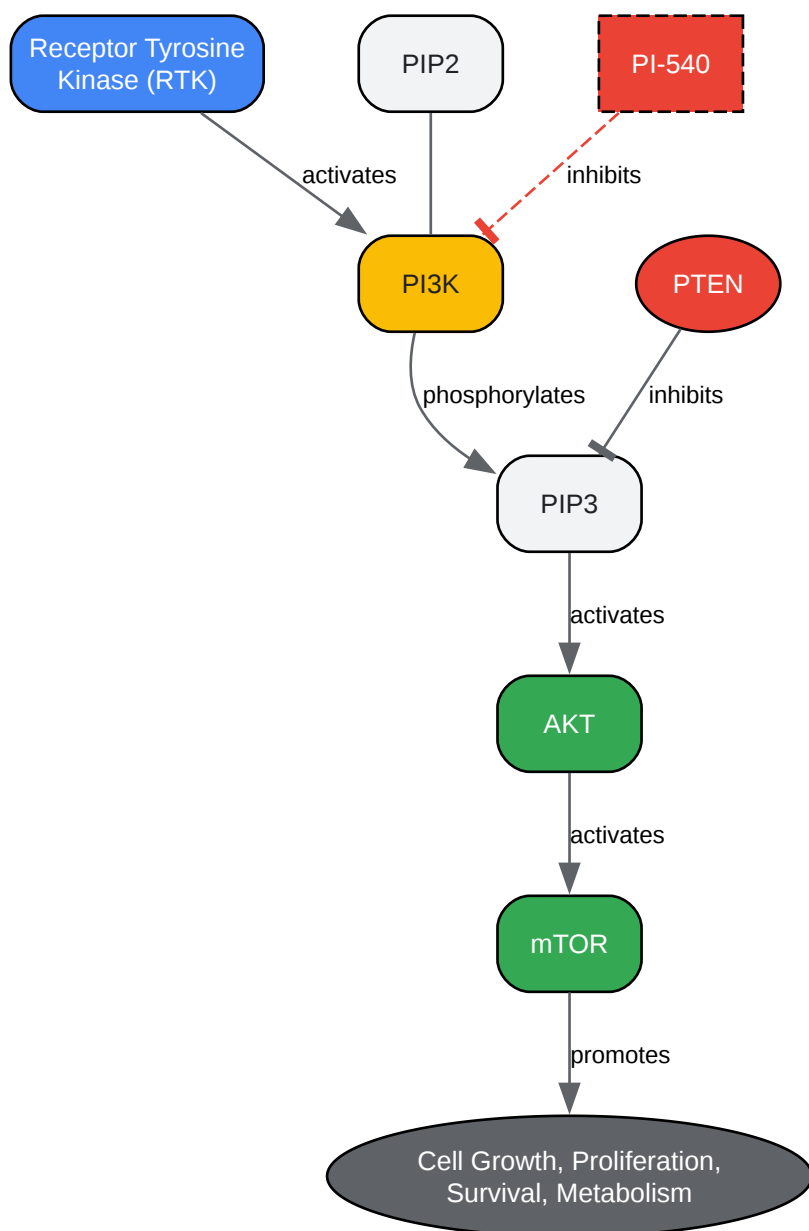 Receptor Tyrosine
Kinase (RTK)
PIP2
PI-540
activates
inhibits
PI3K
PTEN
phosphorylates
inhibits
PIP3
activates
AKT
activates
mTOR
promotes
Cell Growth, Proliferation,
Survival, Metabolism